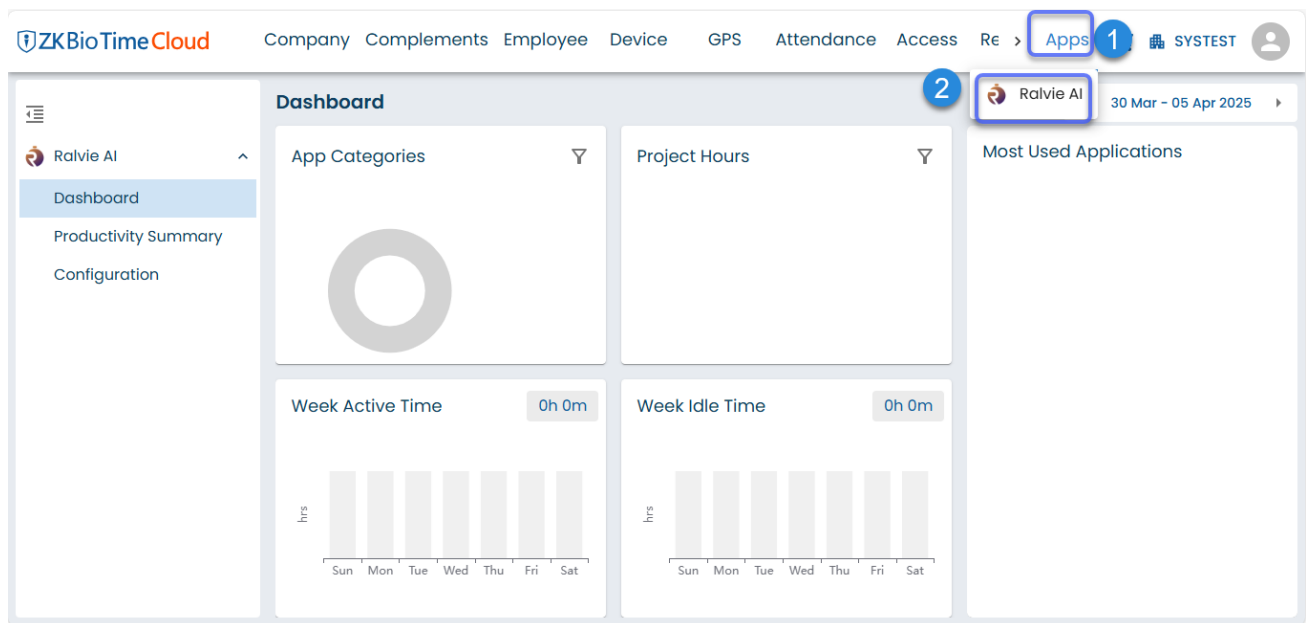 ZKBioTime Cloud
Company Complements Employee Device GPS Attendance Access Re > Apps 1 SYSTEST
2 Ralvie AI
Dashboard 30 Mar - 05 Apr 2025
Ralvie AI
Dashboard
Productivity Summary
Configuration
App Categories
Project Hours
Most Used Applications
Week Active Time 0h 0m
hrs
Sun Mon Tue Wed Thu Fri Sat
Week Idle Time 0h 0m
hrs
Sun Mon Tue Wed Thu Fri Sat